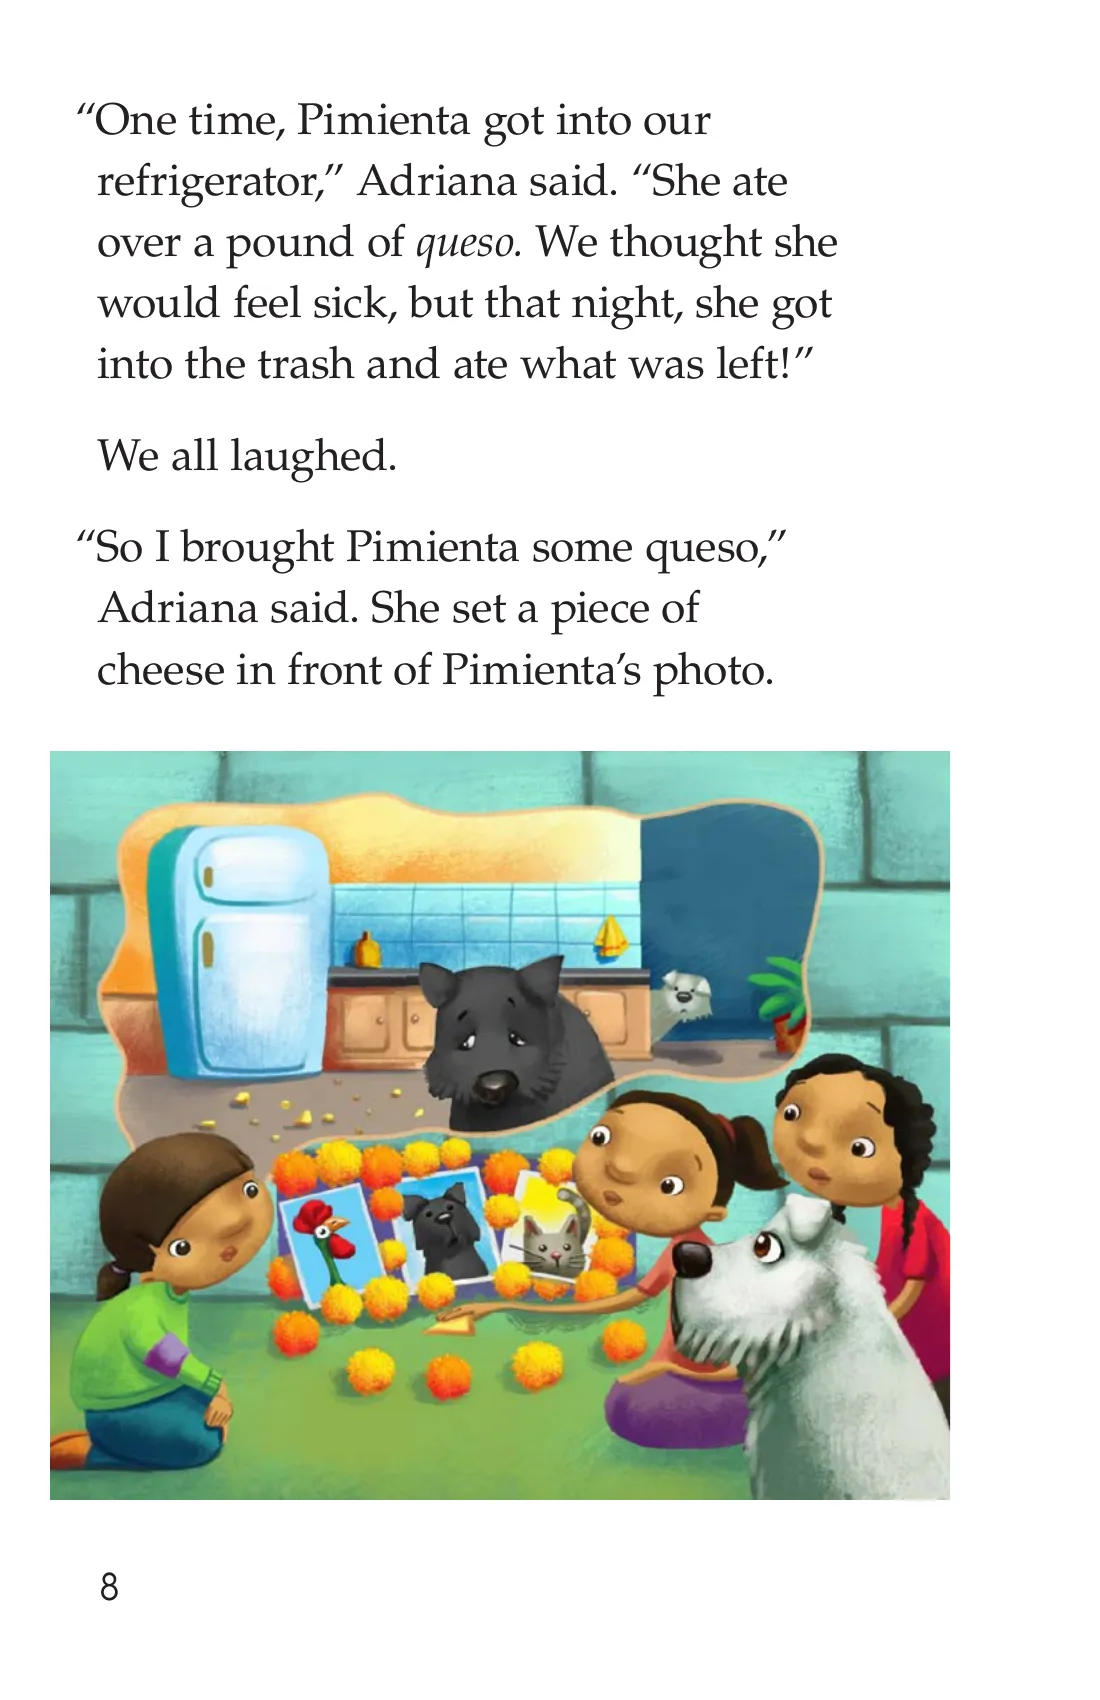 “One time, Pimienta got into our
refrigerator,” Adriana said. “She ate
over a pound of queso. We thought she
would feel sick, but that night, she got
into the trash and ate what was left!”
We all laughed.
“So I brought Pimienta some queso,”
Adriana said. She set a piece of
cheese in front of Pimienta’s photo.
8